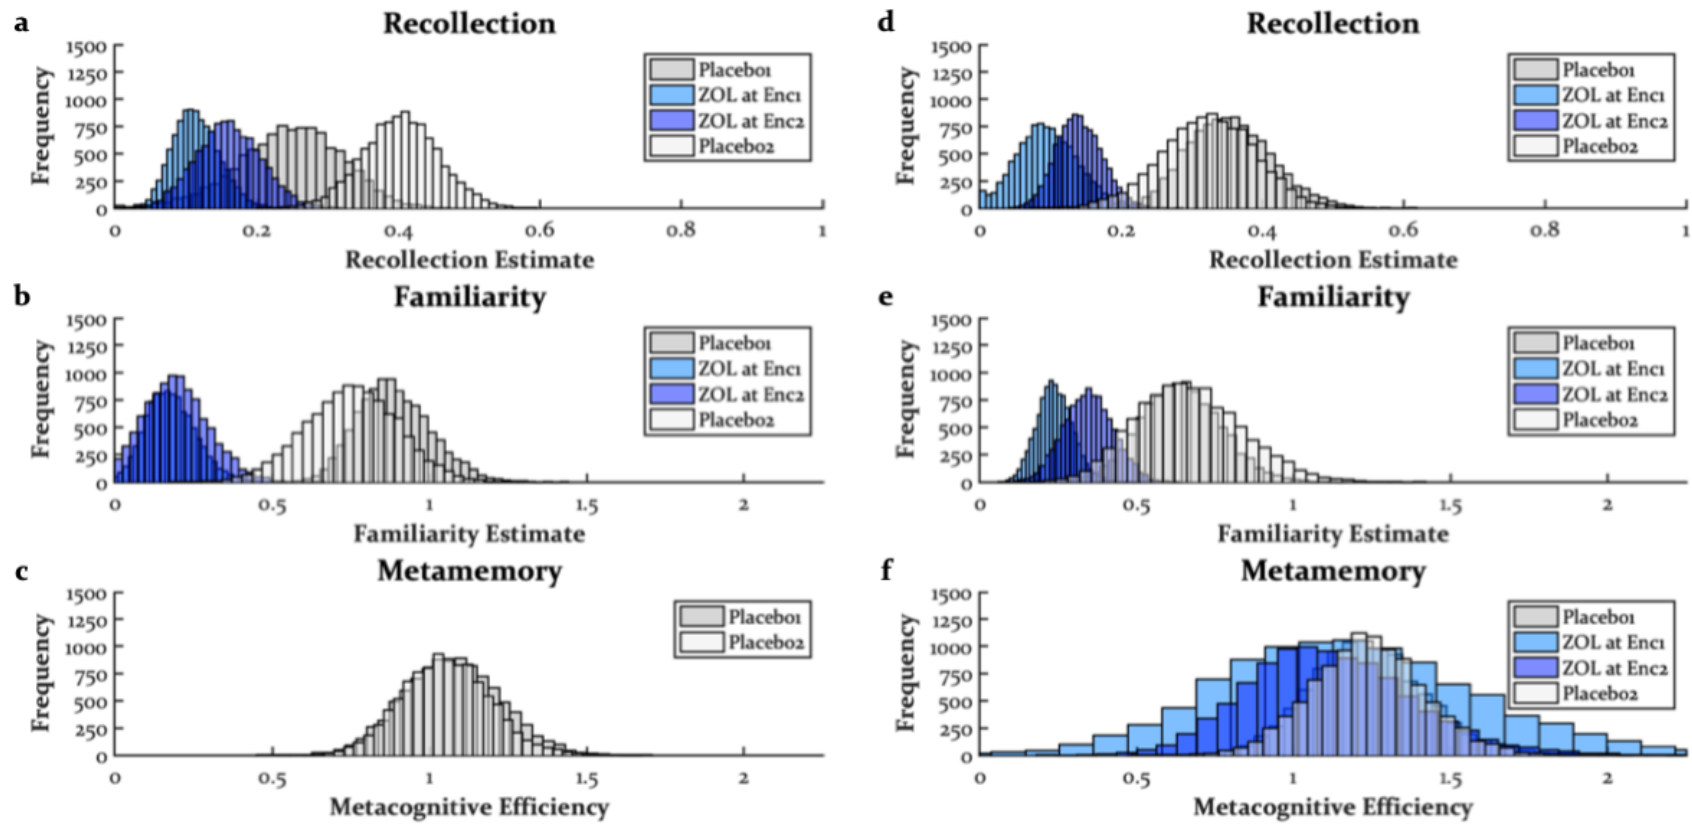 a
Recollection
Frequency
1500
1250
1000
750
500
250
0
Placebo1
ZOL at Enc1
ZOL at Enc2
Placebo2
0 0.2 0.4 0.6 0.8 1
Recollection Estimate
b
Familiarity
Frequency
1500
1250
1000
750
500
250
0
Placebo1
ZOL at Enc1
ZOL at Enc2
Placebo2
0 0.5 1 1.5 2
Familiarity Estimate
c
Metamemory
Frequency
1500
1250
1000
750
500
250
0
Placebo1
Placebo2
0 0.5 1 1.5 2
Metacognitive Efficiency
d
Recollection
Frequency
1500
1250
1000
750
500
250
0
Placebo1
ZOL at Enc1
ZOL at Enc2
Placebo2
0 0.2 0.4 0.6 0.8 1
Recollection Estimate
e
Familiarity
Frequency
1500
1250
1000
750
500
250
0
Placebo1
ZOL at Enc1
ZOL at Enc2
Placebo2
0 0.5 1 1.5 2
Familiarity Estimate
f
Metamemory
Frequency
1500
1250
1000
750
500
250
0
Placebo1
ZOL at Enc1
ZOL at Enc2
Placebo2
0 0.5 1 1.5 2
Metacognitive Efficiency